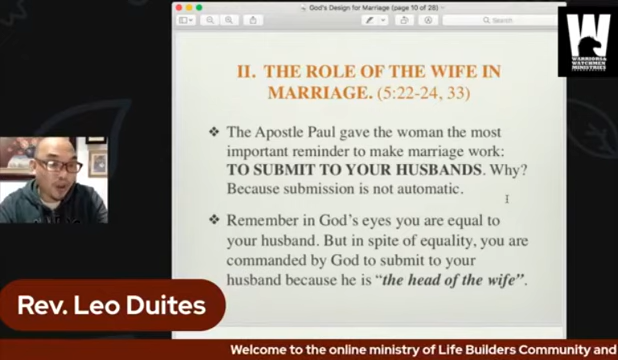 God's Design for Marriage (page 10 of 28)
Search
WARRIORS &
WATCHMEN
MINISTRIES
II. THE ROLE OF THE WIFE IN
MARRIAGE. (5:22-24, 33)
❖ The Apostle Paul gave the woman the most
important reminder to make marriage work:
TO SUBMIT TO YOUR HUSBANDS. Why?
Because submission is not automatic.
❖ Remember in God's eyes you are equal to
your husband. But in spite of equality, you are
commanded by God to submit to your
husband because he is "the head of the wife".
Rev. Leo Duites
Welcome to the online ministry of Life Builders Community and